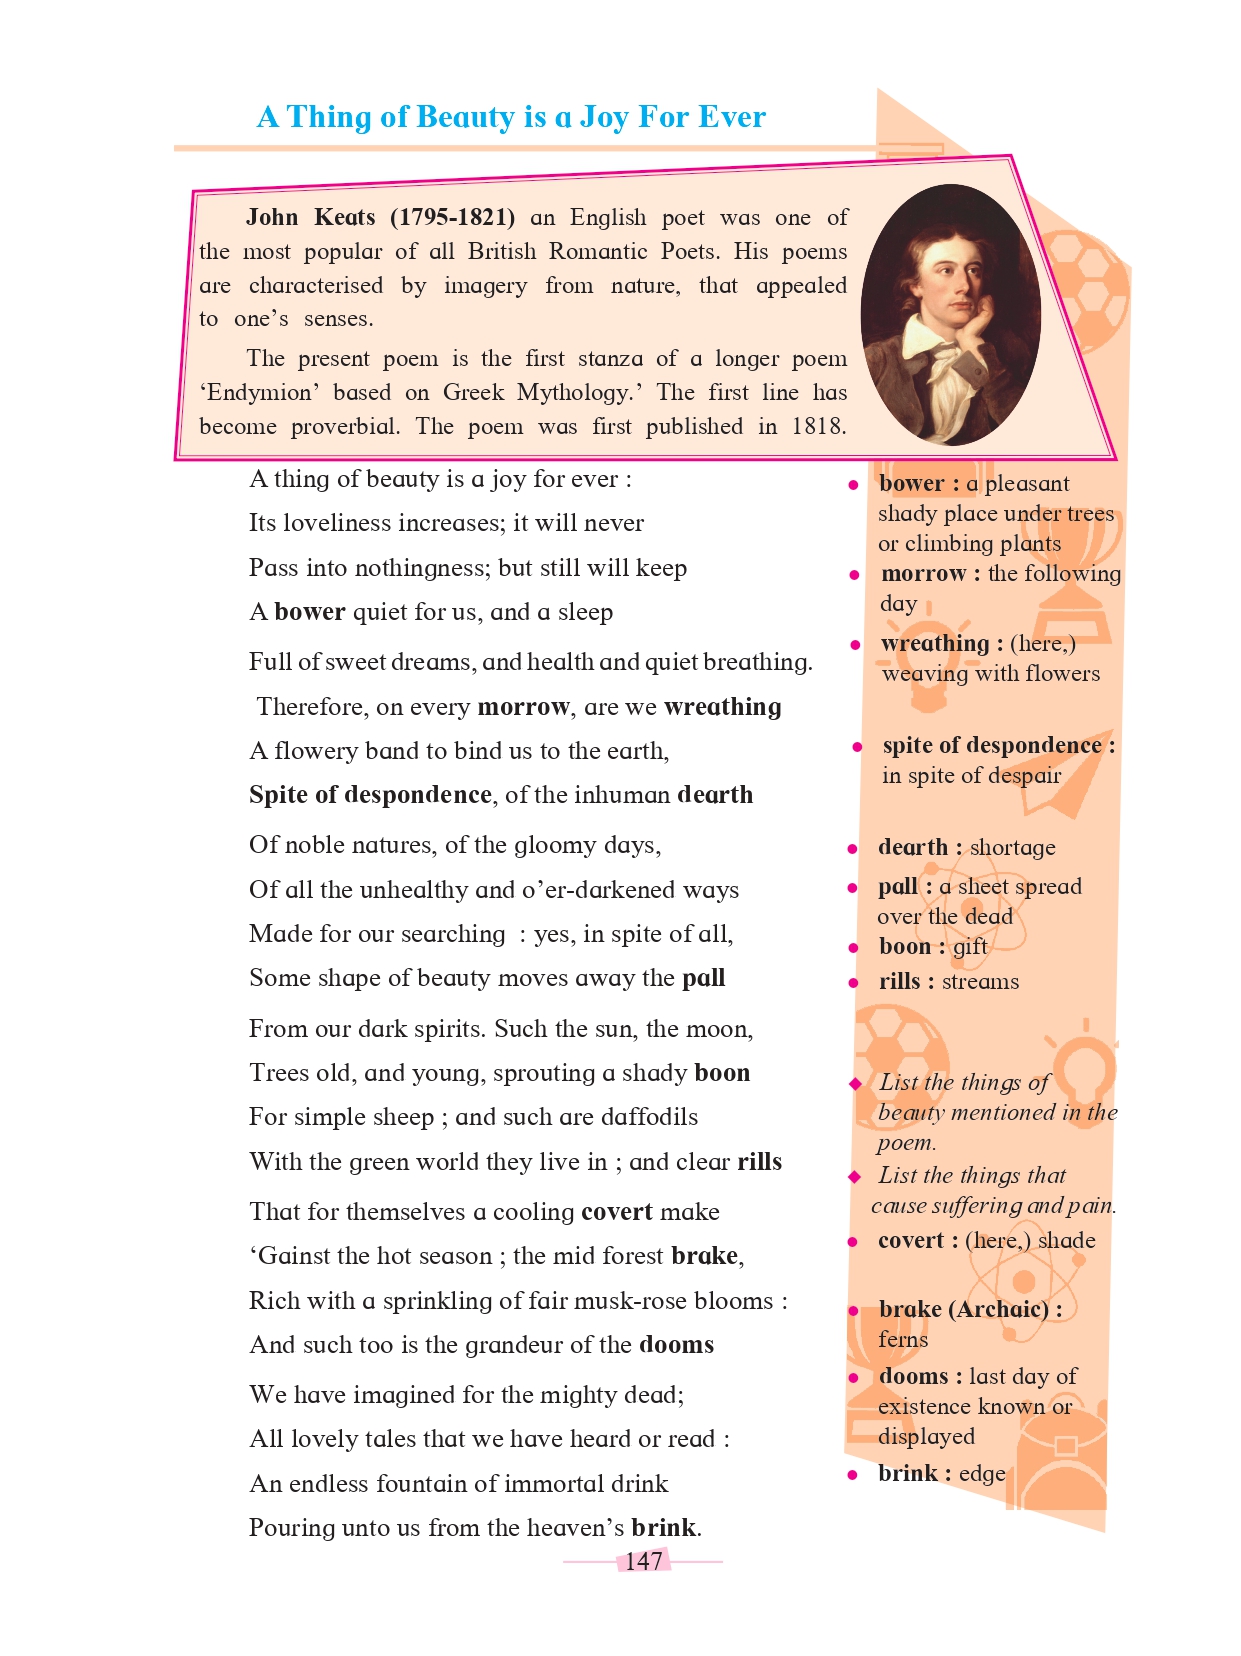 A Thing of Beauty is a Joy For Ever
John Keats (1795-1821) an English poet was one of
the most popular of all British Romantic Poets. His poems
are characterised by imagery from nature, that appealed
to one’s senses.
The present poem is the first stanza of a longer poem
‘Endymion’ based on Greek Mythology.’ The first line has
become proverbial. The poem was first published in 1818.
A thing of beauty is a joy for ever :
Its loveliness increases; it will never
Pass into nothingness; but still will keep
A bower quiet for us, and a sleep
Full of sweet dreams, and health and quiet breathing.
Therefore, on every morrow, are we wreathing
A flowery band to bind us to the earth,
Spite of despondence, of the inhuman dearth
Of noble natures, of the gloomy days,
Of all the unhealthy and o’er-darkened ways
Made for our searching : yes, in spite of all,
Some shape of beauty moves away the pall
From our dark spirits. Such the sun, the moon,
Trees old, and young, sprouting a shady boon
For simple sheep ; and such are daffodils
With the green world they live in ; and clear rills
That for themselves a cooling covert make
‘Gainst the hot season ; the mid forest brake,
Rich with a sprinkling of fair musk-rose blooms :
And such too is the grandeur of the dooms
We have imagined for the mighty dead;
All lovely tales that we have heard or read :
An endless fountain of immortal drink
Pouring unto us from the heaven’s brink.
• bower : a pleasant
shady place under trees
or climbing plants
• morrow : the following
day
• wreathing : (here,)
weaving with flowers
• spite of despondence :
in spite of despair
• dearth : shortage
• pall : a sheet spread
over the dead
• boon : gift
• rills : streams
◆ List the things of
beauty mentioned in the
poem.
◆ List the things that
cause suffering and pain.
• covert : (here,) shade
• brake (Archaic) :
ferns
• dooms : last day of
existence known or
displayed
• brink : edge
147